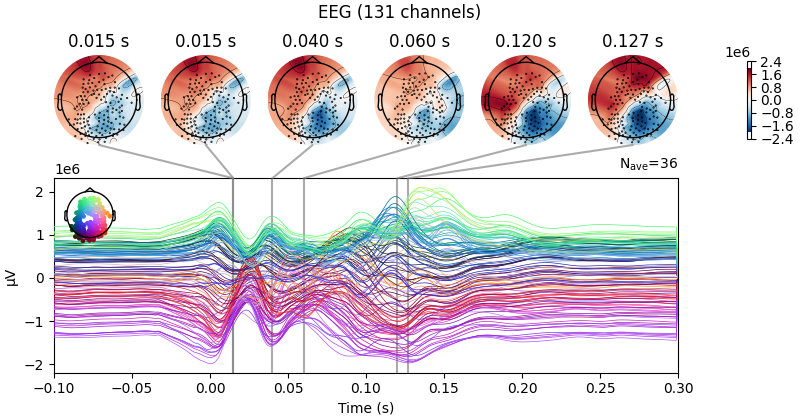 EEG (131 channels)
0.015 s 0.015 s 0.040 s 0.060 s 0.120 s 0.127 s
1e6
2.4
1.6
0.8
0.0
−0.8
−1.6
−2.4
1e6
Nave=36
2
1
0
−1
−2
µV
−0.10 −0.05 0.00 0.05 0.10 0.15 0.20 0.25 0.30
Time (s)